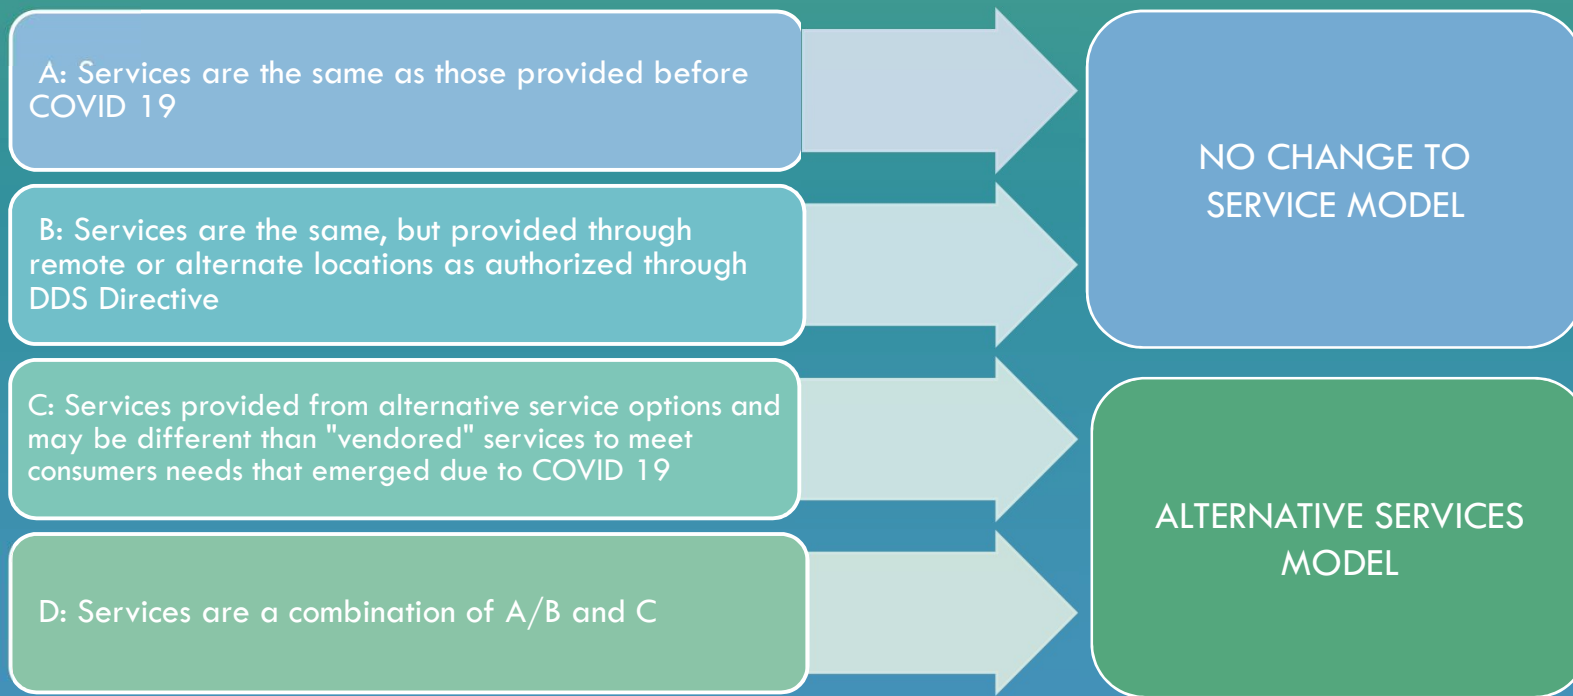 A: Services are the same as those provided before
COVID 19
B: Services are the same, but provided through
remote or alternate locations as authorized through
DDS Directive
NO CHANGE TO
SERVICE MODEL
C: Services provided from alternative service options and
may be different than "vendored" services to meet
consumers needs that emerged due to COVID 19
D: Services are a combination of A/B and C
ALTERNATIVE SERVICES
MODEL